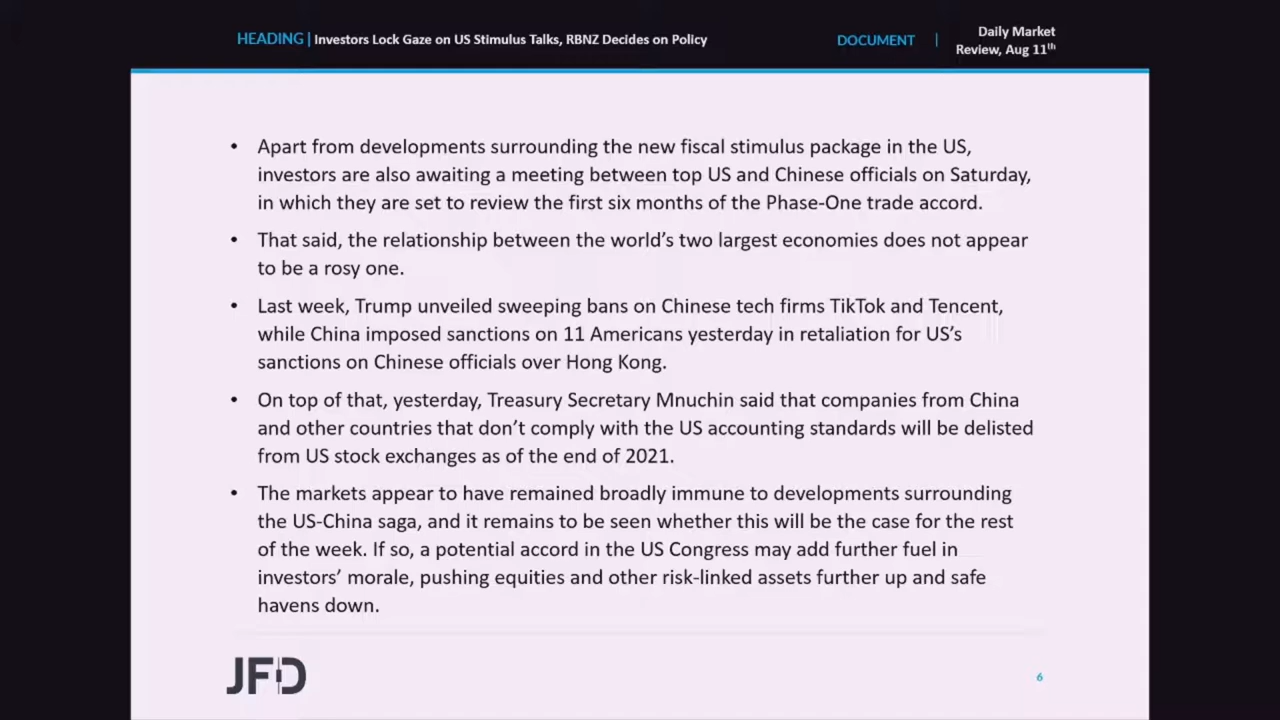 HEADING | Investors Lock Gaze on US Stimulus Talks, RBNZ Decides on Policy
DOCUMENT | Daily Market
Review, Aug 11th
• Apart from developments surrounding the new fiscal stimulus package in the US,
investors are also awaiting a meeting between top US and Chinese officials on Saturday,
in which they are set to review the first six months of the Phase-One trade accord.
• That said, the relationship between the world's two largest economies does not appear
to be a rosy one.
• Last week, Trump unveiled sweeping bans on Chinese tech firms TikTok and Tencent,
while China imposed sanctions on 11 Americans yesterday in retaliation for US's
sanctions on Chinese officials over Hong Kong.
• On top of that, yesterday, Treasury Secretary Mnuchin said that companies from China
and other countries that don't comply with the US accounting standards will be delisted
from US stock exchanges as of the end of 2021.
• The markets appear to have remained broadly immune to developments surrounding
the US-China saga, and it remains to be seen whether this will be the case for the rest
of the week. If so, a potential accord in the US Congress may add further fuel in
investors' morale, pushing equities and other risk-linked assets further up and safe
havens down.
JFD
6